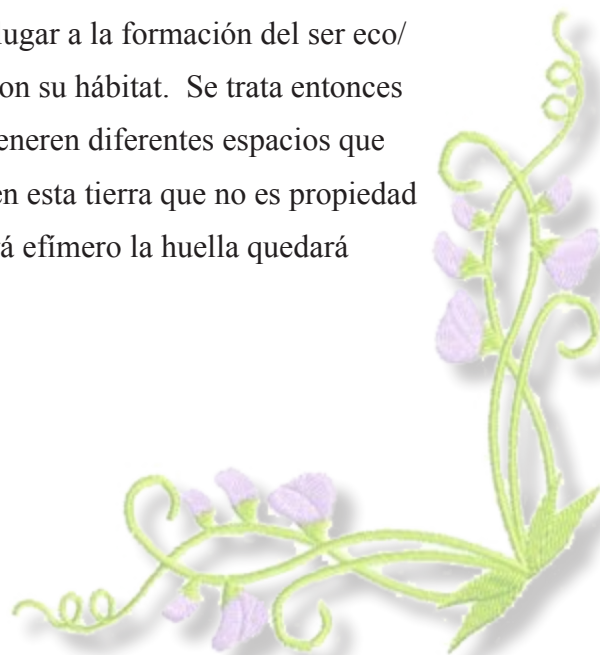 lugar a la formación del ser eco/
on su hábitat. Se trata entonces
eneren diferentes espacios que
en esta tierra que no es propiedad
rá efímero la huella quedará